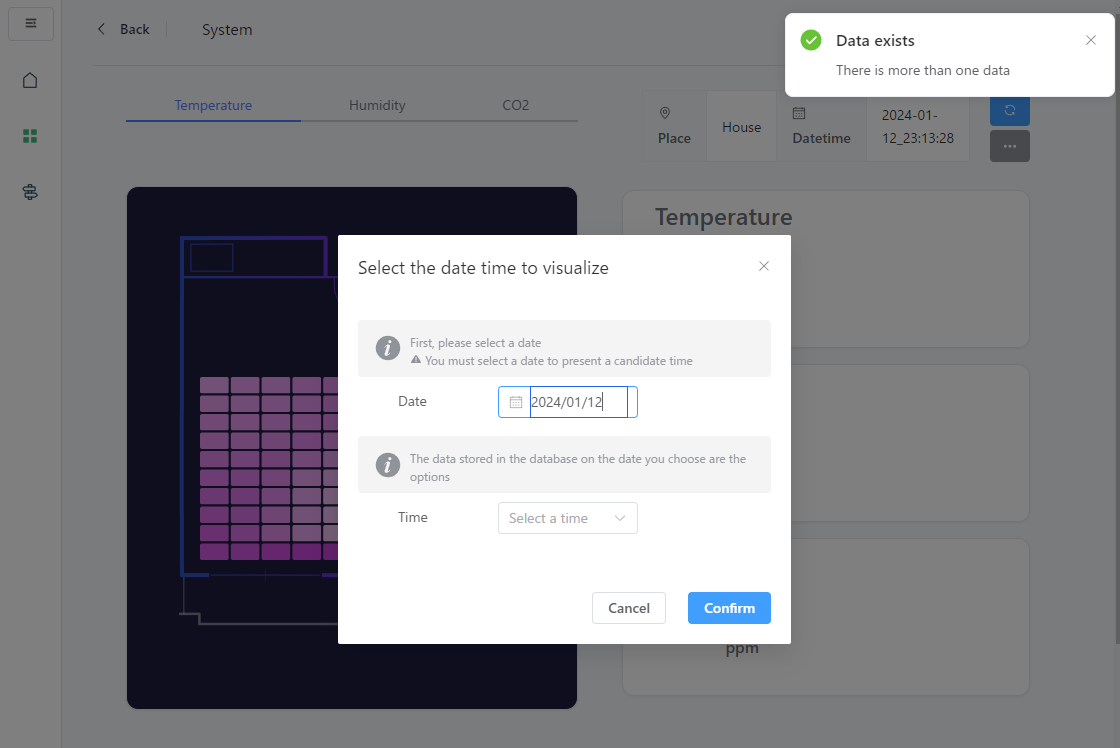 Back
System
Data exists
There is more than one data
Temperature
Humidity
CO2
Place
House
Datetime
2024-01-
12_23:13:28
Temperature
Select the date time to visualize
First, please select a date
You must select a date to present a candidate time
Date
2024/01/12
The data stored in the database on the date you choose are the
options
Time
Select a time
Cancel
Confirm
ppm